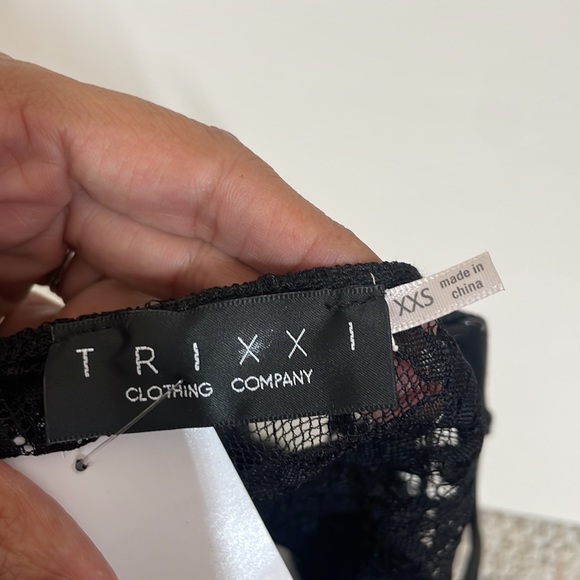 TRIXXI
CLOTHING COMPANY
XXS
made in
china